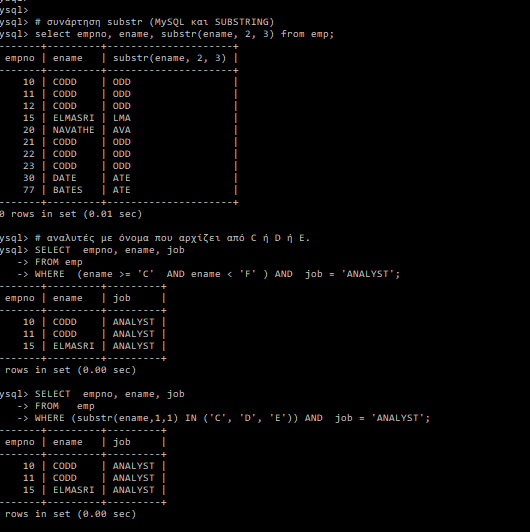 ysql>
ysql> # συνάρτηση substr (MySQL και SUBSTRING)
ysql> select empno, ename, substr(ename, 2, 3) from emp;
-------+---------+---------------------+
 empno | ename   | substr(ename, 2, 3) |
-------+---------+---------------------+
    10 | CODD    | ODD                 |
    11 | CODD    | ODD                 |
    12 | CODD    | ODD                 |
    15 | ELMASRI | LMA                 |
    20 | NAVATHE | AVA                 |
    21 | CODD    | ODD                 |
    22 | CODD    | ODD                 |
    23 | CODD    | ODD                 |
    30 | DATE    | ATE                 |
    77 | BATES   | ATE                 |
-------+---------+---------------------+
0 rows in set (0.01 sec)
ysql> # αναλυτές με όνομα που αρχίζει από C ή D ή E.
ysql> SELECT  empno, ename, job
   -> FROM emp
   -> WHERE  (ename >= 'C'  AND ename < 'F' ) AND  job = 'ANALYST';
-------+---------+---------+
 empno | ename   | job     |
-------+---------+---------+
    10 | CODD    | ANALYST |
    11 | CODD    | ANALYST |
    15 | ELMASRI | ANALYST |
-------+---------+---------+
 rows in set (0.00 sec)
ysql> SELECT  empno, ename, job
   -> FROM   emp
   -> WHERE (substr(ename,1,1) IN ('C', 'D', 'E')) AND  job = 'ANALYST';
-------+---------+---------+
 empno | ename   | job     |
-------+---------+---------+
    10 | CODD    | ANALYST |
    11 | CODD    | ANALYST |
    15 | ELMASRI | ANALYST |
-------+---------+---------+
 rows in set (0.00 sec)